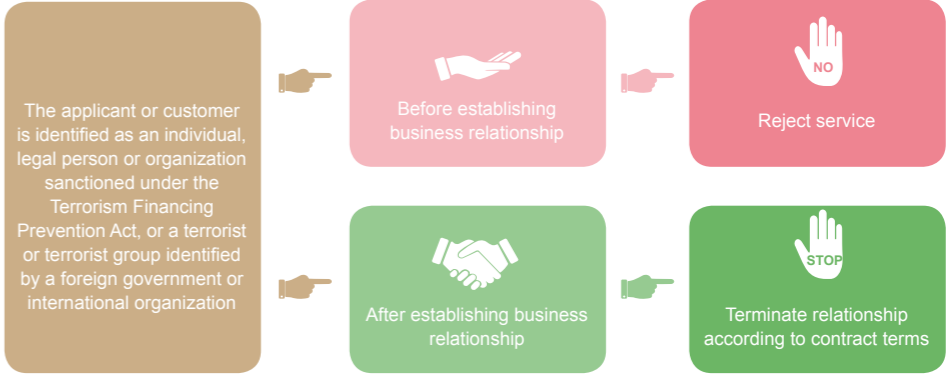 The applicant or customer
is identified as an individual,
legal person or organization
sanctioned under the
Terrorism Financing
Prevention Act, or a terrorist
or terrorist group identified
by a foreign government or
international organization
Before establishing
business relationship
NO
Reject service
After establishing business
relationship
STOP
Terminate relationship
according to contract terms